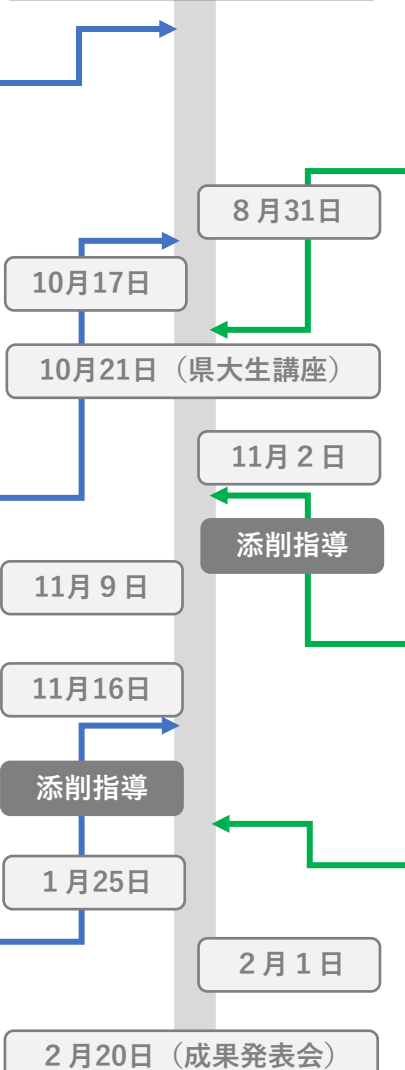 8月31日
10月17日
10月21日（県大生講座）
11月2日
添削指導
11月9日
11月16日
添削指導
1月25日
2月1日
2月20日（成果発表会）